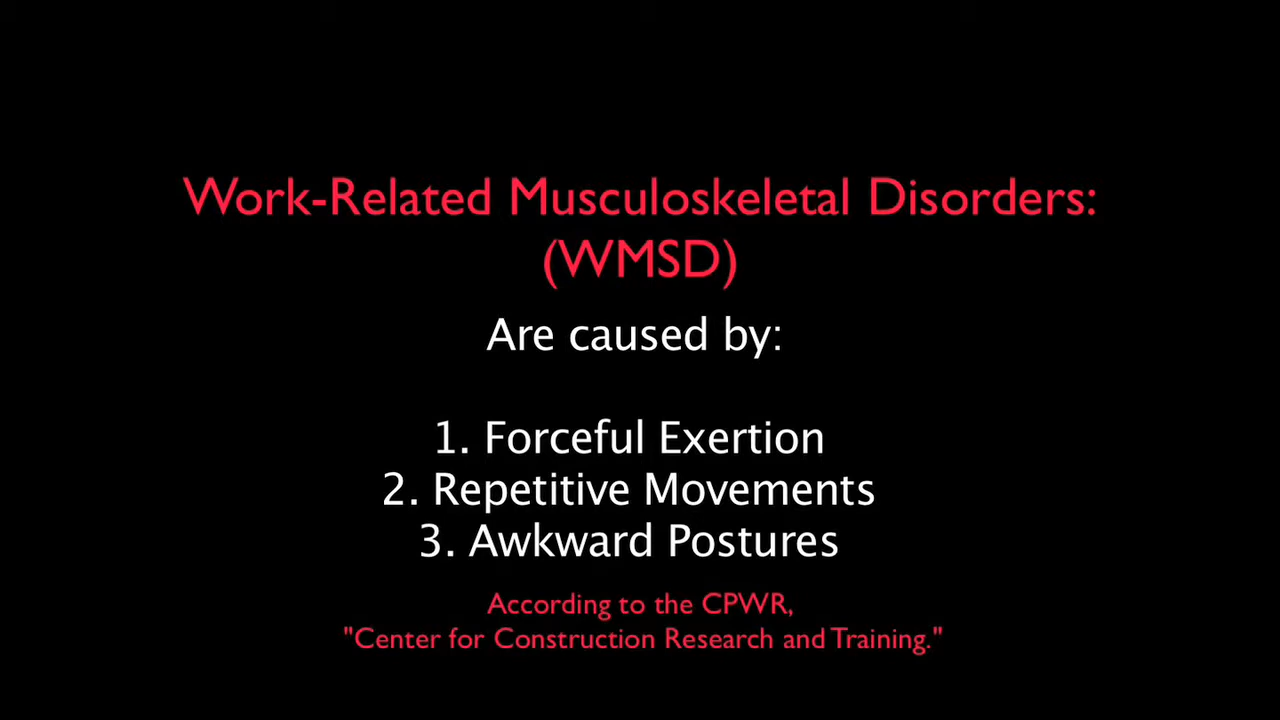 Work-Related Musculoskeletal Disorders:
(WMSD)
Are caused by:
1. Forceful Exertion
2. Repetitive Movements
3. Awkward Postures
According to the CPWR,
"Center for Construction Research and Training."